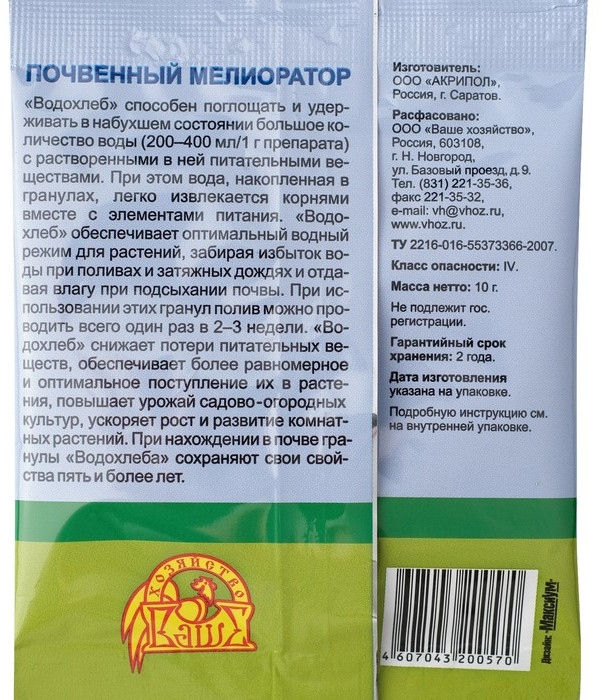 ПОЧВЕННЫЙ МЕЛИОРАТОР
«Водохлеб» способен поглощать и удер-
живать в набухшем состоянии большое ко-
личество воды (200–400 мл/1 г препарата)
с растворенными в ней питательными ве-
ществами. При этом вода, накопленная в
гранулах, легко извлекается корнями
вместе с элементами питания. «Водо-
хлеб» обеспечивает оптимальный водный
режим для растений, забирая избыток во-
ды при поливах и затяжных дождях и отда-
вая влагу при подсыхании почвы. При ис-
пользовании этих гранул полив можно про-
водить всего один раз в 2–3 недели. «Во-
дохлеб» снижает потери питательных ве-
ществ, обеспечивает более равномерное
и оптимальное поступление их в расте-
ния, повышает урожай садово-огородных
культур, ускоряет рост и развитие комнат-
ных растений. При нахождении в почве гра-
нулы «Водохлеба» сохраняют свои свой-
ства пять и более лет.
ХОЗЯЙСТВО
ВАШЕ
Изготовитель:
ООО «АКРИПОЛ»,
Россия, г. Саратов.
Расфасовано:
ООО «Ваше хозяйство»,
Россия, 603108,
г. Н. Новгород,
ул. Базовый проезд, д.9.
Тел. (831) 221-35-36,
факс 221-35-32,
e-mail: vh@vhoz.ru,
www.vhoz.ru.
ТУ 2216-016-55373366-2007.
Класс опасности: IV.
Масса нетто: 10 г.
Не подлежит гос.
регистрации.
Гарантийный срок
хранения: 2 года.
Дата изготовления
указана на упаковке.
Подробную инструкцию см.
на внутренней упаковке.
4 607043 200570
Дизайн «Максиум»